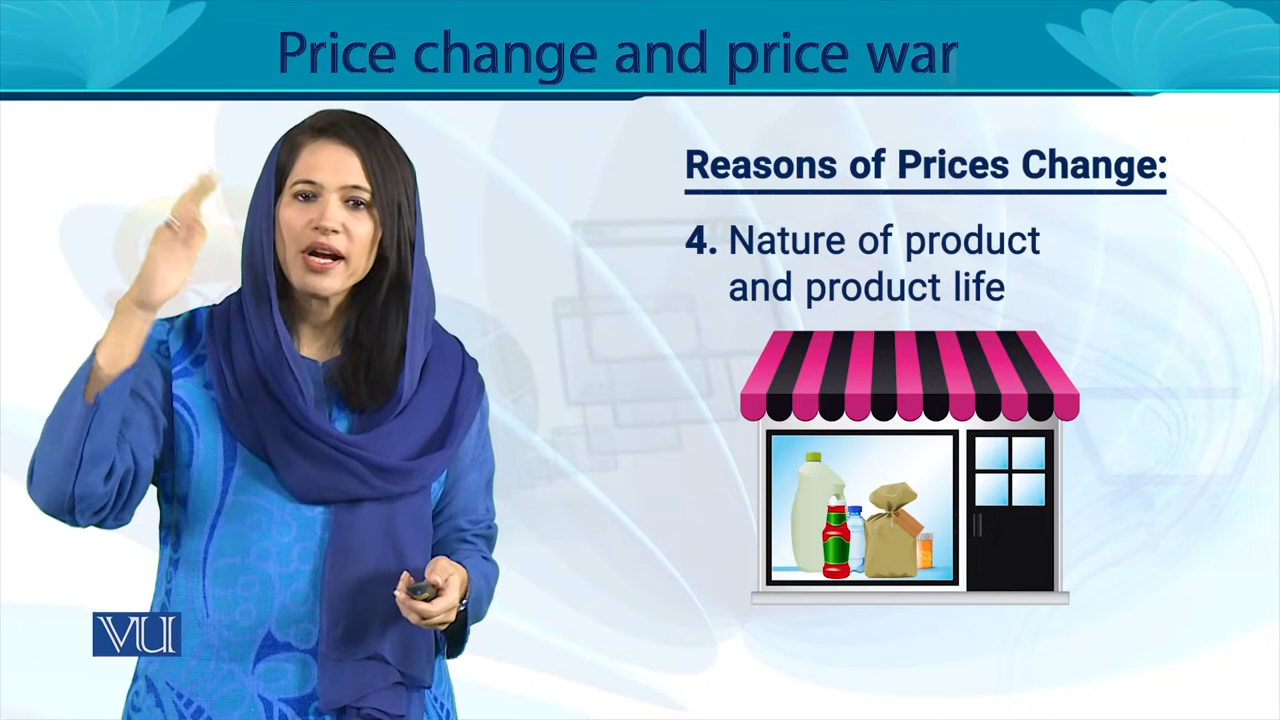 Price change and price war
Reasons of Prices Change:
4. Nature of product
and product life
VU